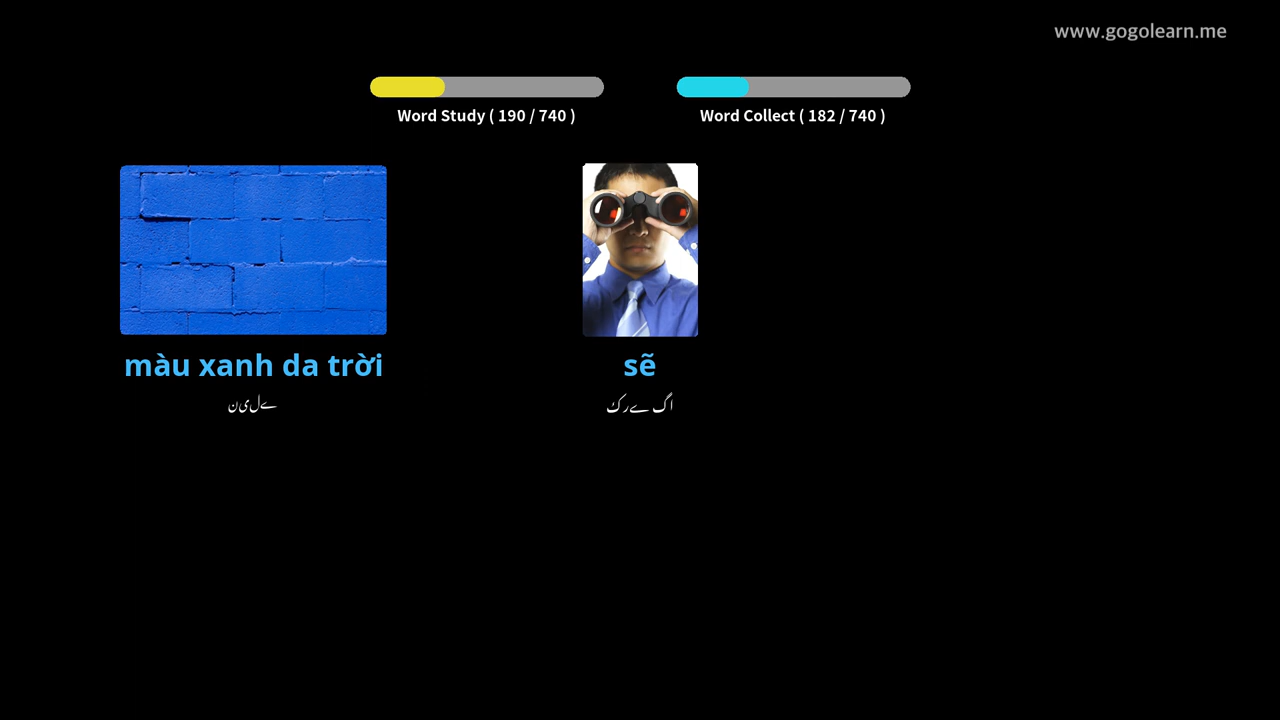 www.gogolearn.me
Word Study ( 190 / 740 )
Word Collect ( 182 / 740 )
màu xanh da trời
sẽ
نیلے
کرے گا